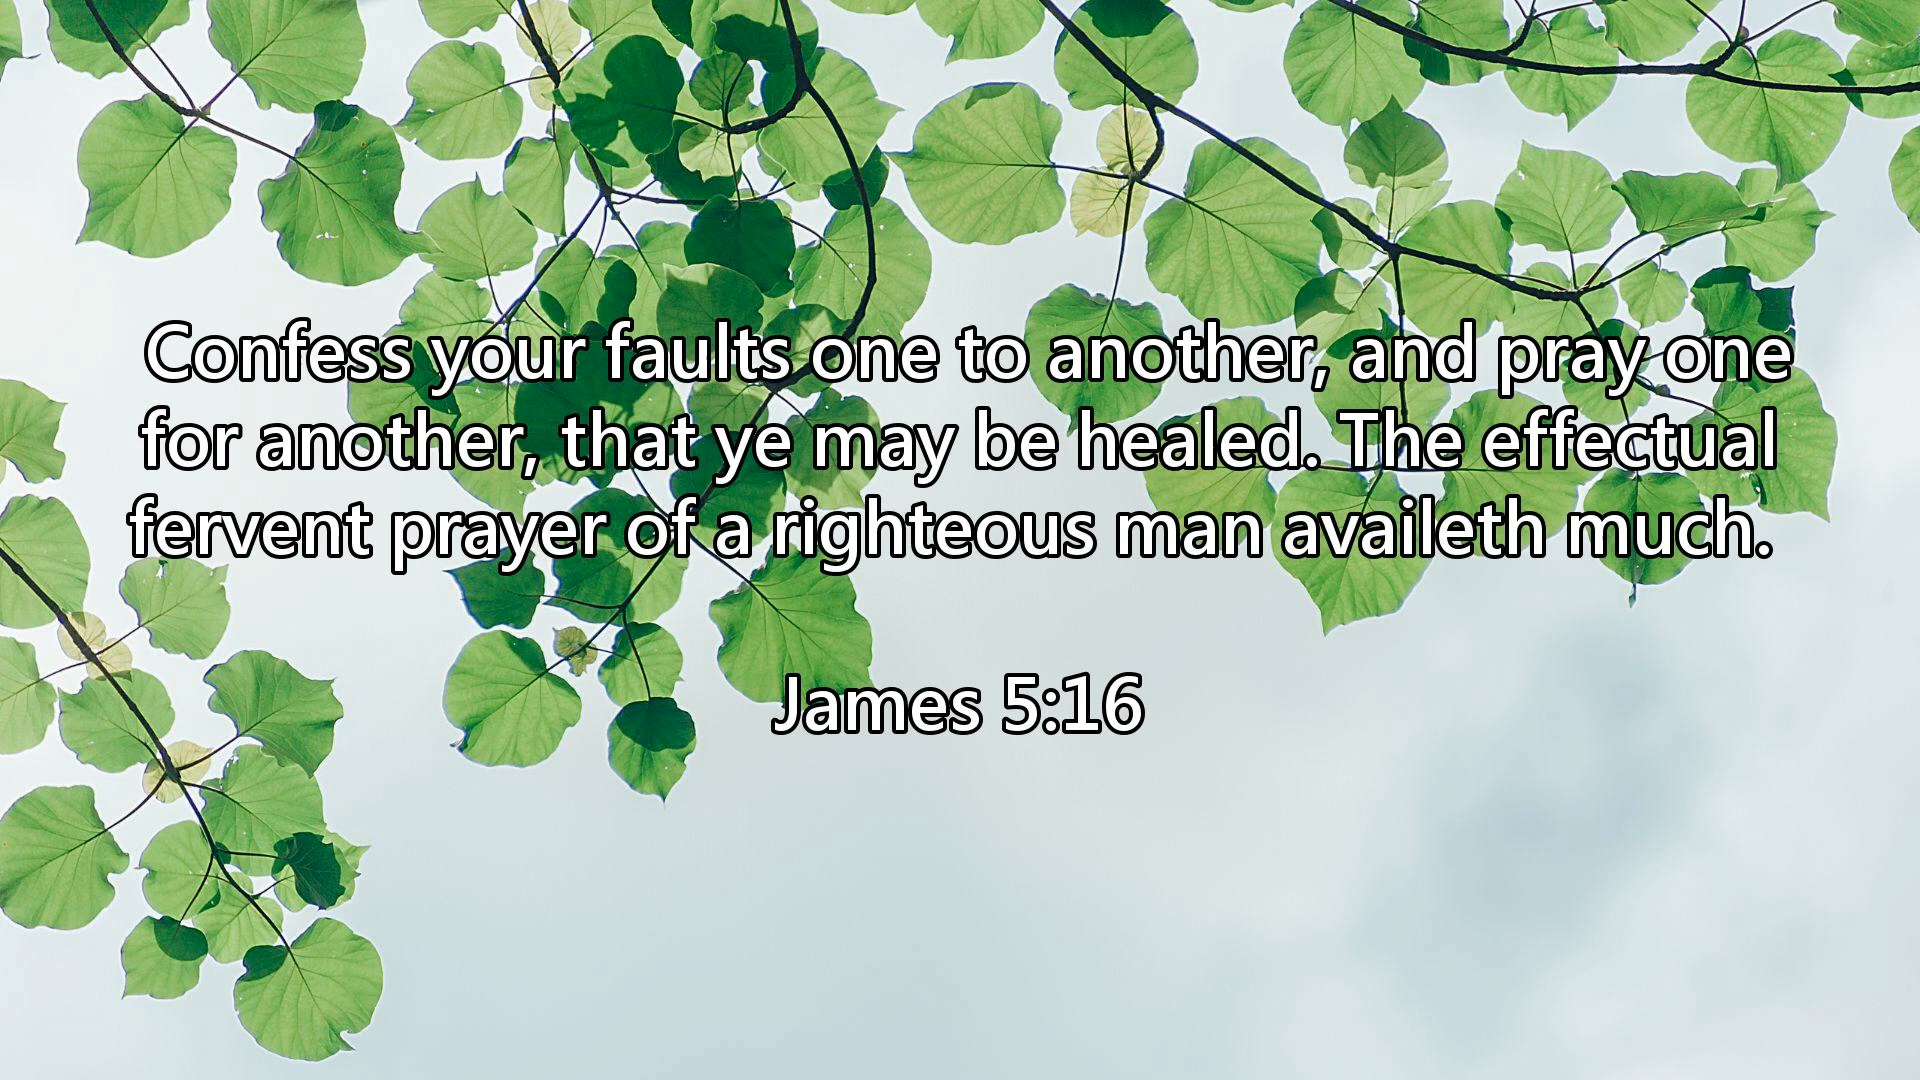 Confess your faults one to another, and pray one
for another, that ye may be healed. The effectual
fervent prayer of a righteous man availeth much.
James 5:16